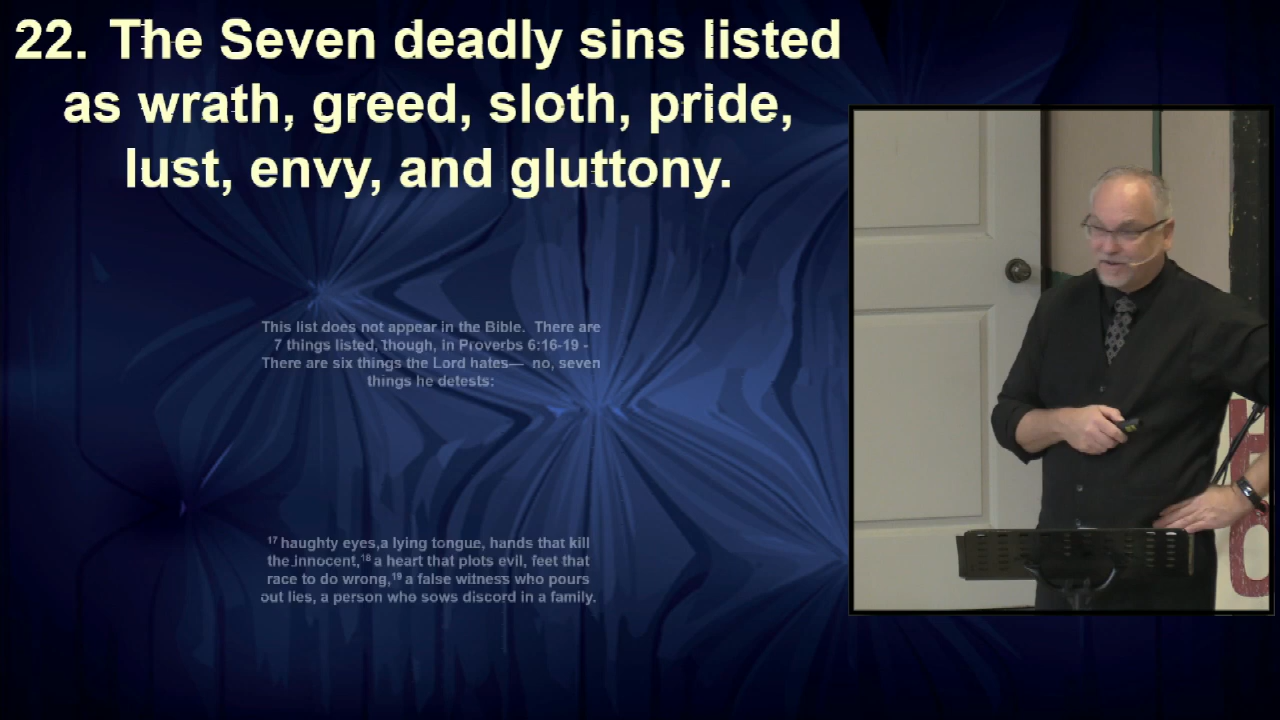 22. The Seven deadly sins listed
as wrath, greed, sloth, pride,
lust, envy, and gluttony.
This list does not appear in the Bible.  There are
7 things listed, though, in Proverbs 6:16-19 -
There are six things the Lord hates—  no, seven
things he detests:
¹⁷ haughty eyes,a lying tongue, hands that kill
the innocent,¹⁸ a heart that plots evil, feet that
race to do wrong,¹⁹ a false witness who pours
out lies, a person who sows discord in a family.